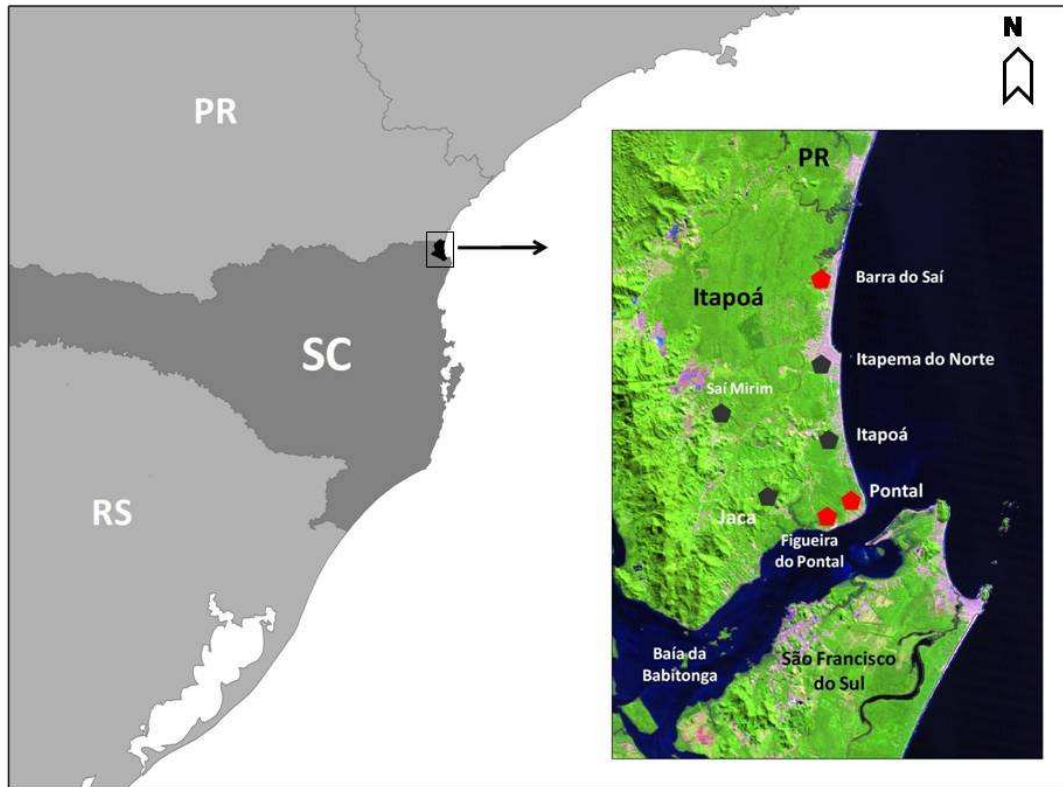 N
PR
SC
RS
PR
Barra do Saí
Itapoá
Itapema do Norte
Saí Mirim
Itapoá
Pontal
Jaca
Figueira
do Pontal
Baía da
Babitonga
São Francisco
do Sul